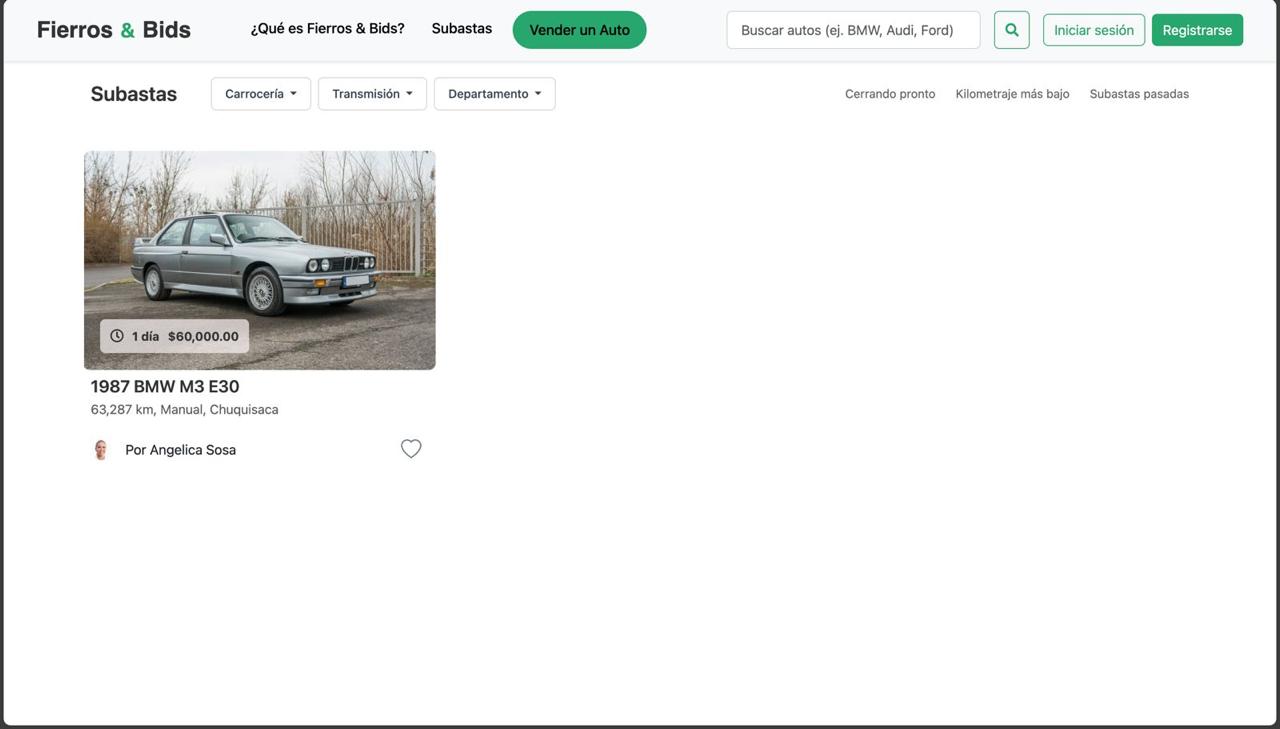 Fierros & Bids
¿Qué es Fierros & Bids?
Subastas
Vender un Auto
Buscar autos (ej. BMW, Audi, Ford)
Iniciar sesión
Registrarse
Subastas
Carrocería
Transmisión
Departamento
Cerrando pronto
Kilometraje más bajo
Subastas pasadas
1 día $60,000.00
1987 BMW M3 E30
63,287 km, Manual, Chuquisaca
Por Angelica Sosa